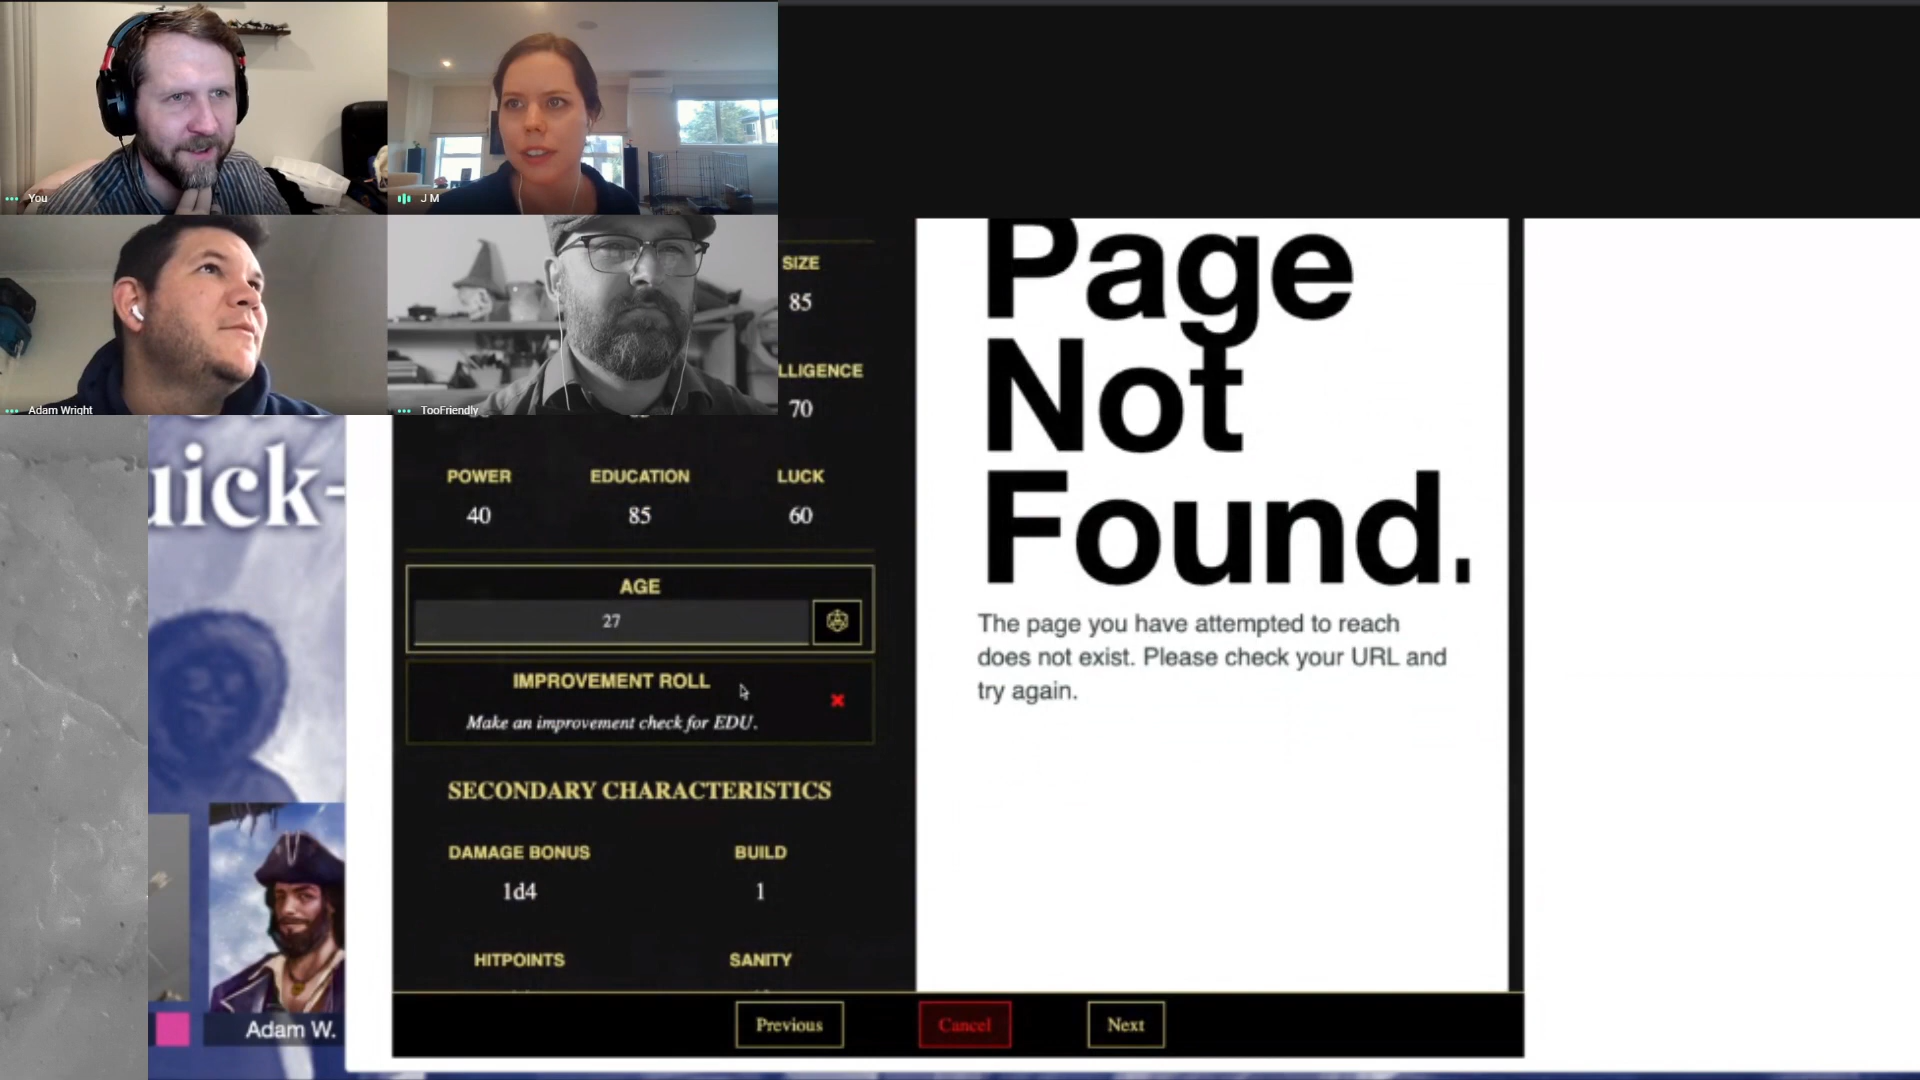 You
J M
Adam Wright
TooFriendly
SIZE
85
LLIGENCE
70
POWER
EDUCATION
LUCK
40
85
60
AGE
27
IMPROVEMENT ROLL
Make an improvement check for EDU.
SECONDARY CHARACTERISTICS
DAMAGE BONUS
BUILD
1d4
1
HITPOINTS
SANITY
Previous
Cancel
Next
Page
Not
Found.
The page you have attempted to reach
does not exist. Please check your URL and
try again.
uick-
Adam W.